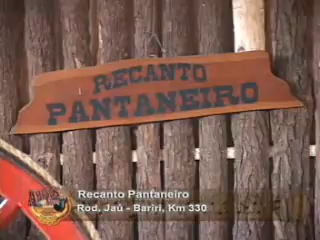 RECANTO
PANTANEIRO
Recanto Pantaneiro
Rod. Jaú - Bariri, Km 330